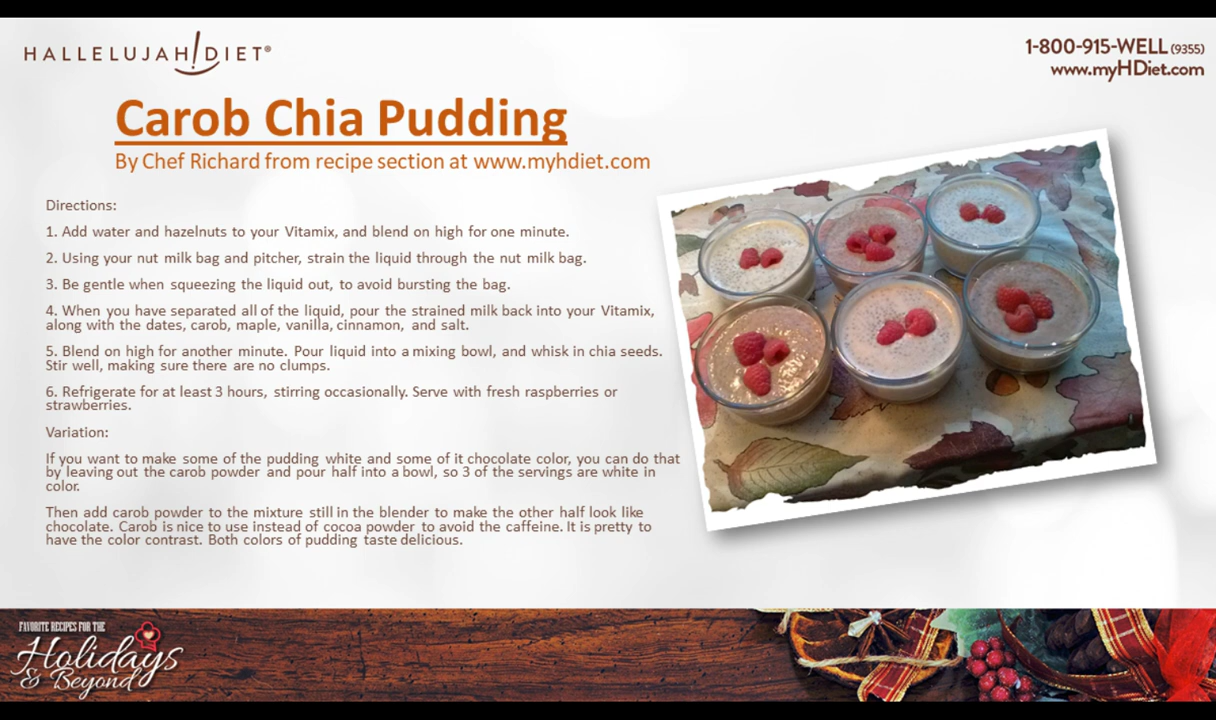 HALLELUJAH DIET®
1-800-915-WELL (9355)
www.myHDiet.com
Carob Chia Pudding
By Chef Richard from recipe section at www.myhdiet.com
Directions:
1. Add water and hazelnuts to your Vitamix, and blend on high for one minute.
2. Using your nut milk bag and pitcher, strain the liquid through the nut milk bag.
3. Be gentle when squeezing the liquid out, to avoid bursting the bag.
4. When you have separated all of the liquid, pour the strained milk back into your Vitamix,
along with the dates, carob, maple, vanilla, cinnamon, and salt.
5. Blend on high for another minute. Pour liquid into a mixing bowl, and whisk in chia seeds.
Stir well, making sure there are no clumps.
6. Refrigerate for at least 3 hours, stirring occasionally. Serve with fresh raspberries or
strawberries.
Variation:
If you want to make some of the pudding white and some of it chocolate color, you can do that
by leaving out the carob powder and pour half into a bowl, so 3 of the servings are white in
color.
Then add carob powder to the mixture still in the blender to make the other half look like
chocolate. Carob is nice to use instead of cocoa powder to avoid the caffeine. It is pretty to
have the color contrast. Both colors of pudding taste delicious.
FAVORITE RECIPES FOR THE
Holidays
& Beyond